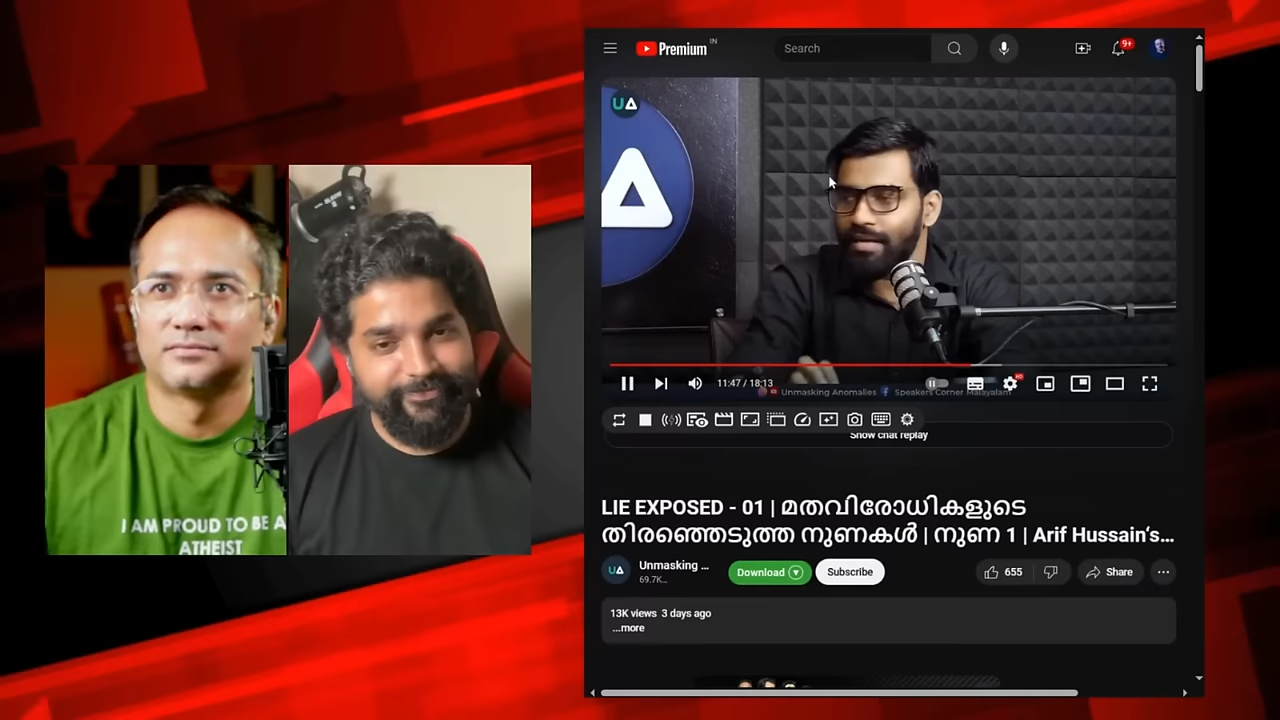 Premium IN
Search
9+
UA
11:47 / 18:13
HD
Unmasking Anomalies Speakers Corner Malayalam
Show chat replay
I AM PROUD TO BE A
ATHEIST
LIE EXPOSED - 01 | മതവിരോധികളുടെ
തിരഞ്ഞെടുത്ത നുണകൾ | നുണ 1 | Arif Hussain‘s...
UA
Unmasking ...
69.7K...
Download
Subscribe
655
Share
13K views 3 days ago
...more